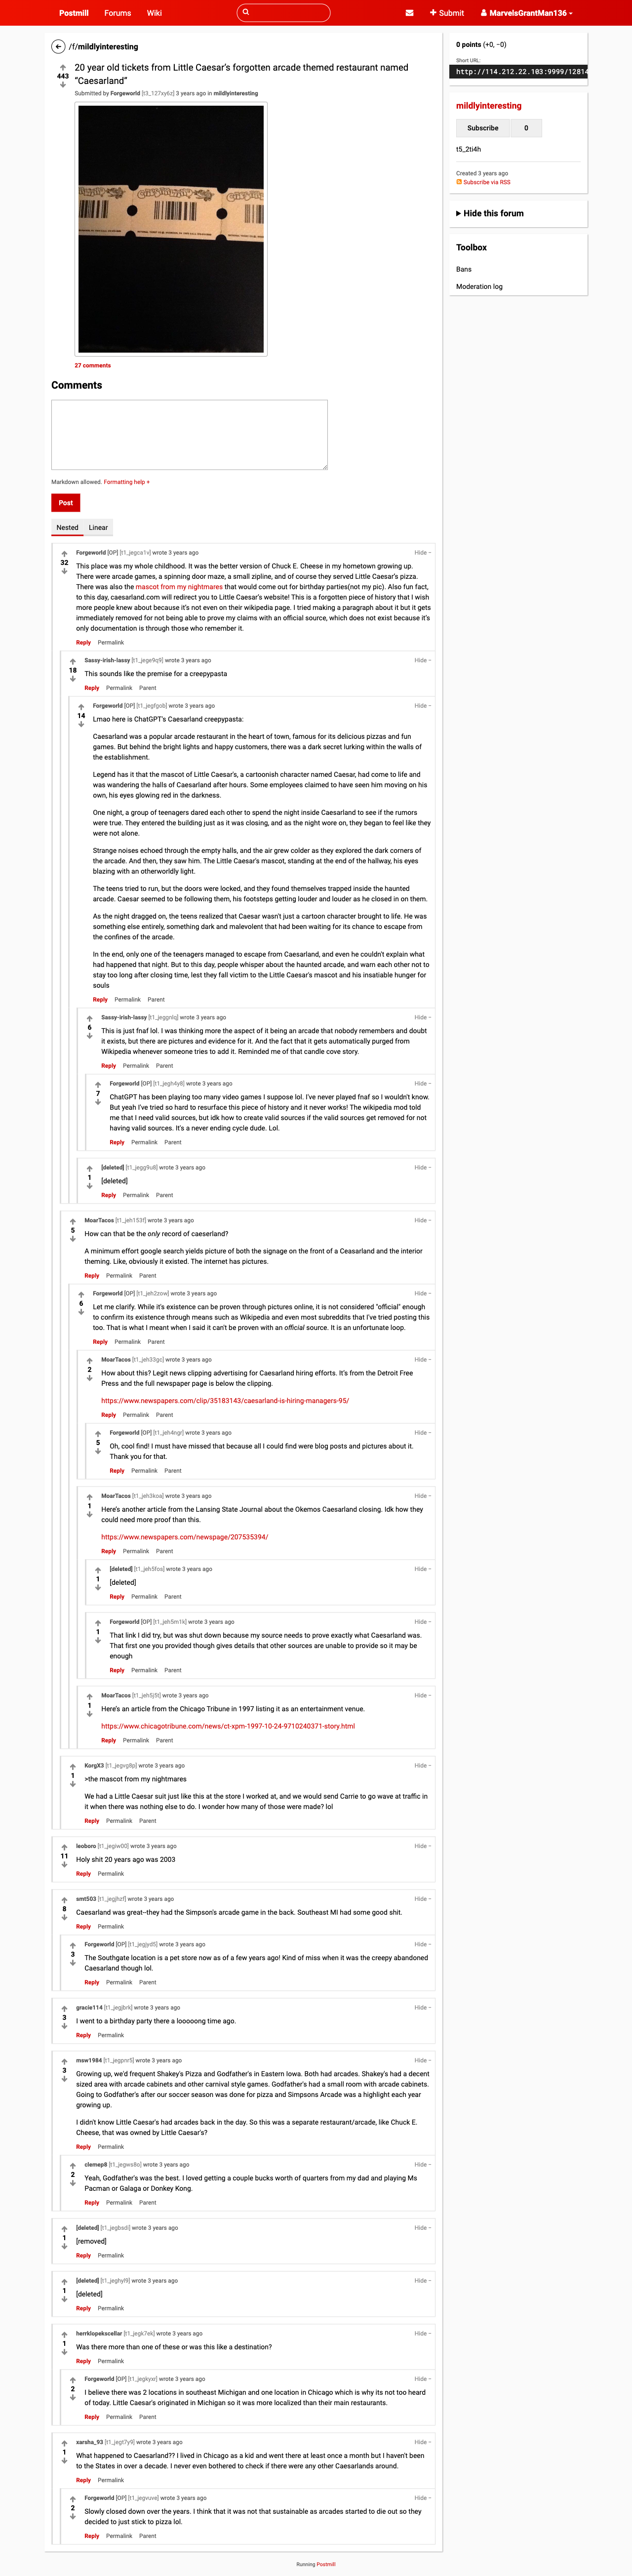 Postmill Forums Wiki Submit MarvelsGrantMan136
/f/mildlyinteresting
443
20 year old tickets from Little Caesar's forgotten arcade themed restaurant named
"Caesarland"
Submitted by Forgeworld [t3_127xy6z] 3 years ago in mildlyinteresting
27 comments
Comments
Markdown allowed. Formatting help +
Post
Nested Linear
Forgeworld [OP] [t1_jegca1v] wrote 3 years ago Hide –
32
This place was my whole childhood. It was the better version of Chuck E. Cheese in my hometown growing up.
There were arcade games, a spinning door maze, a small zipline, and of course they served Little Caesar's pizza.
There was also the mascot from my nightmares that would come out for birthday parties(not my pic). Also fun fact,
to this day, caesarland.com will redirect you to Little Caesar's website! This is a forgotten piece of history that I wish
more people knew about because it's not even on their wikipedia page. I tried making a paragraph about it but it gets
immediately removed for not being able to prove my claims with an official source, which does not exist because it's
only documentation is through those who remember it.
Reply Permalink
Sassy-irish-lassy [t1_jege9q9] wrote 3 years ago Hide –
18
This sounds like the premise for a creepypasta
Reply Permalink Parent
Forgeworld [OP] [t1_jegfgob] wrote 3 years ago Hide –
14
Lmao here is ChatGPT's Caesarland creepypasta:
Caesarland was a popular arcade restaurant in the heart of town, famous for its delicious pizzas and fun
games. But behind the bright lights and happy customers, there was a dark secret lurking within the walls of
the establishment.
Legend has it that the mascot of Little Caesar's, a cartoonish character named Caesar, had come to life and
was wandering the halls of Caesarland after hours. Some employees claimed to have seen him moving on his
own, his eyes glowing red in the darkness.
One night, a group of teenagers dared each other to spend the night inside Caesarland to see if the rumors
were true. They entered the building just as it was closing, and as the night wore on, they began to feel like they
were not alone.
Strange noises echoed through the empty halls, and the air grew colder as they explored the dark corners of
the arcade. And then, they saw him. The Little Caesar's mascot, standing at the end of the hallway, his eyes
blazing with an otherworldly light.
The teens tried to run, but the doors were locked, and they found themselves trapped inside the haunted
arcade. Caesar seemed to be following them, his footsteps getting louder and louder as he closed in on them.
As the night dragged on, the teens realized that Caesar wasn't just a cartoon character brought to life. He was
something else entirely, something dark and malevolent that had been waiting for its chance to escape from
the confines of the arcade.
In the end, only one of the teenagers managed to escape from Caesarland, and even he couldn't explain what
had happened that night. But to this day, people whisper about the haunted arcade and warn each other not to
stay too long after closing time, lest they fall victim to the Little Caesar's mascot and his insatiable hunger for
souls
Reply Permalink Parent
Sassy-irish-lassy [t1_jeggnlq] wrote 3 years ago Hide –
6
This is just fnaf lol. I was thinking more the aspect of it being an arcade that nobody remembers and doubt
it exists, but there are pictures and evidence for it. And the fact that it gets automatically purged from
Wikipedia whenever someone tries to add it. Reminded me of that candle cove story.
Reply Permalink Parent
Forgeworld [OP] [t1_jegh4y8] wrote 3 years ago Hide –
7
ChatGPT has been playing too many video games I suppose lol. I've never played fnaf so I wouldn't know.
But yeah I've tried so hard to resurface this piece of history and it never works! The wikipedia mod told
me that I need valid sources, but idk how to create valid sources if the valid sources get removed for not
having valid sources. It's a never ending cycle dude. Lol.
Reply Permalink Parent
[deleted] [t1_jegg9u8] wrote 3 years ago Hide –
1
[deleted]
Reply Permalink Parent
MoarTacos [t1_jeh153f] wrote 3 years ago Hide –
5
How can that be the only record of caeserland?
A minimum effort google search yields picture of both the signage on the front of a Ceasarland and the interior
theming. Like, obviously it existed. The internet has pictures.
Reply Permalink Parent
Forgeworld [OP] [t1_jeh2zow] wrote 3 years ago Hide –
6
Let me clarify. While it's existence can be proven through pictures online, it is not considered "official" enough
to confirm its existence through means such as Wikipedia and even most subreddits that I've tried posting this
too. That is what I meant when I said it can't be proven with an official source. It is an unfortunate loop.
Reply Permalink Parent
MoarTacos [t1_jeh33gc] wrote 3 years ago Hide –
2
How about this? Legit news clipping advertising for Caesarland hiring efforts. It's from the Detroit Free
Press and the full newspaper page is below the clipping.
https://www.newspapers.com/clip/35183143/caesarland-is-hiring-managers-95/
Reply Permalink Parent
Forgeworld [OP] [t1_jeh4ngr] wrote 3 years ago Hide –
5
Oh, cool find! I must have missed that because all I could find were blog posts and pictures about it.
Thank you for that.
Reply Permalink Parent
MoarTacos [t1_jeh3koa] wrote 3 years ago Hide –
1
Here's another article from the Lansing State Journal about the Okemos Caesarland closing. Idk how they
could need more proof than this.
https://www.newspapers.com/newspage/207535394/
Reply Permalink Parent
[deleted] [t1_jeh5fos] wrote 3 years ago Hide –
1
[deleted]
Reply Permalink Parent
Forgeworld [OP] [t1_jeh5m1k] wrote 3 years ago Hide –
1
That link I did try, but was shut down because my source needs to prove exactly what Caesarland was.
That first one you provided though gives details that other sources are unable to provide so it may be
enough
Reply Permalink Parent
MoarTacos [t1_jeh5j5t] wrote 3 years ago Hide –
1
Here's an article from the Chicago Tribune in 1997 listing it as an entertainment venue.
https://www.chicagotribune.com/news/ct-xpm-1997-10-24-9710240371-story.html
Reply Permalink Parent
KorgX3 [t1_jegxg8p] wrote 3 years ago Hide –
1
>the mascot from my nightmares
We had a Little Caesar suit just like this at the store I worked at, and we would send Carrie to go wave at traffic in
it when there was nothing else to do. I wonder how many of those were made? lol
Reply Permalink Parent
leoboro [t1_jegiw00] wrote 3 years ago Hide –
11
Holy shit 20 years ago was 2003
Reply Permalink
smt503 [t1_jegjhzf] wrote 3 years ago Hide –
8
Caesarland was great--they had the Simpson's arcade game in the back. Southeast MI had some good shit.
Reply Permalink
Forgeworld [OP] [t1_jegjyd5] wrote 3 years ago Hide –
3
The Southgate location is a pet store now as of a few years ago! Kind of miss when it was the creepy abandoned
Caesarland though lol.
Reply Permalink Parent
gracie114 [t1_jegjbrk] wrote 3 years ago Hide –
3
I went to a birthday party there a looooong time ago.
Reply Permalink
msw1984 [t1_jegpnr5] wrote 3 years ago Hide –
3
Growing up, we'd frequent Shakey's Pizza and Godfather's in Eastern Iowa. Both had arcades. Shakey's had a decent
sized area with arcade cabinets and other carnival style games. Godfather's had a small room with arcade cabinets.
Going to Godfather's after our soccer season was done for pizza and Simpsons Arcade was a highlight each year
growing up.
I didn't know Little Caesar's had arcades back in the day. So this was a separate restaurant/arcade, like Chuck E.
Cheese, that was owned by Little Caesar's?
Reply Permalink
clemep8 [t1_jegws8o] wrote 3 years ago Hide –
2
Yeah, Godfather's was the best. I loved getting a couple bucks worth of quarters from my dad and playing Ms
Pacman or Galaga or Donkey Kong.
Reply Permalink Parent
[deleted] [t1_jegbsdi] wrote 3 years ago Hide –
1
[removed]
Reply Permalink
[deleted] [t1_jeghyl9] wrote 3 years ago Hide –
1
[deleted]
Reply Permalink
herrklopekscellar [t1_jegk7ek] wrote 3 years ago Hide –
1
Was there more than one of these or was this like a destination?
Reply Permalink
Forgeworld [OP] [t1_jegkyxr] wrote 3 years ago Hide –
2
I believe there was 2 locations in southeast Michigan and one location in Chicago which is why its not too heard
of today. Little Caesar's originated in Michigan so it was more localized than their main restaurants.
Reply Permalink Parent
xarsha_93 [t1_jegt7y9] wrote 3 years ago Hide –
1
What happened to Caesarland?? I lived in Chicago as a kid and went there at least once a month but I haven't been
to the States in over a decade. I never even bothered to check if there were any other Caesarlands around.
Reply Permalink
Forgeworld [OP] [t1_jegvuve] wrote 3 years ago Hide –
2
Slowly closed down over the years. I think that it was not that sustainable as arcades started to die out so they
decided to just stick to pizza lol.
Reply Permalink Parent
0 points (+0, −0)
Short URL:
http://114.212.22.103:9999/12814
mildlyinteresting
Subscribe 0
t5_2ti4h
Created 3 years ago
Subscribe via RSS
Hide this forum
Toolbox
Bans
Moderation log
Running Postmill